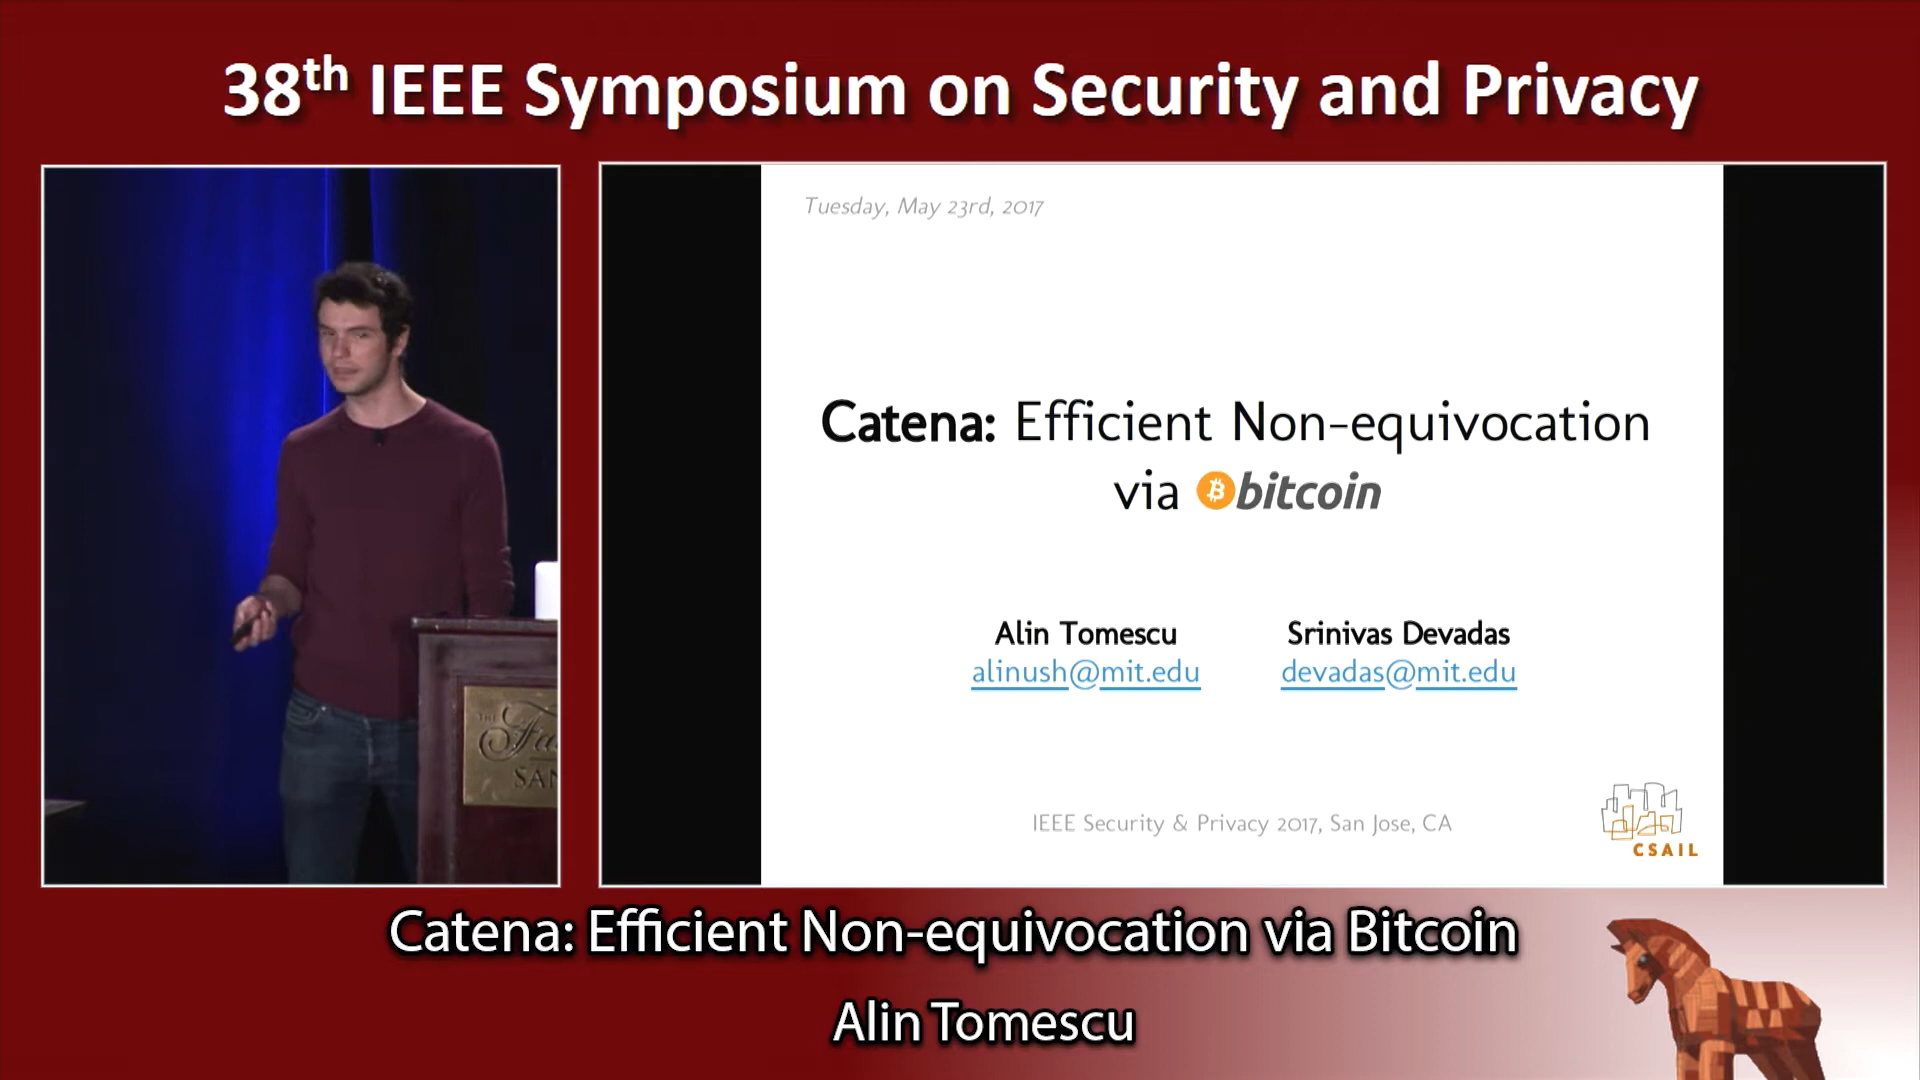 38th IEEE Symposium on Security and Privacy
Tuesday, May 23rd, 2017
Catena: Efficient Non-equivocation
via bitcoin
Alin Tomescu
alinush@mit.edu
Srinivas Devadas
devadas@mit.edu
IEEE Security & Privacy 2017, San Jose, CA
CSAIL
THE
SAN
Catena: Efficient Non-equivocation via Bitcoin
Alin Tomescu